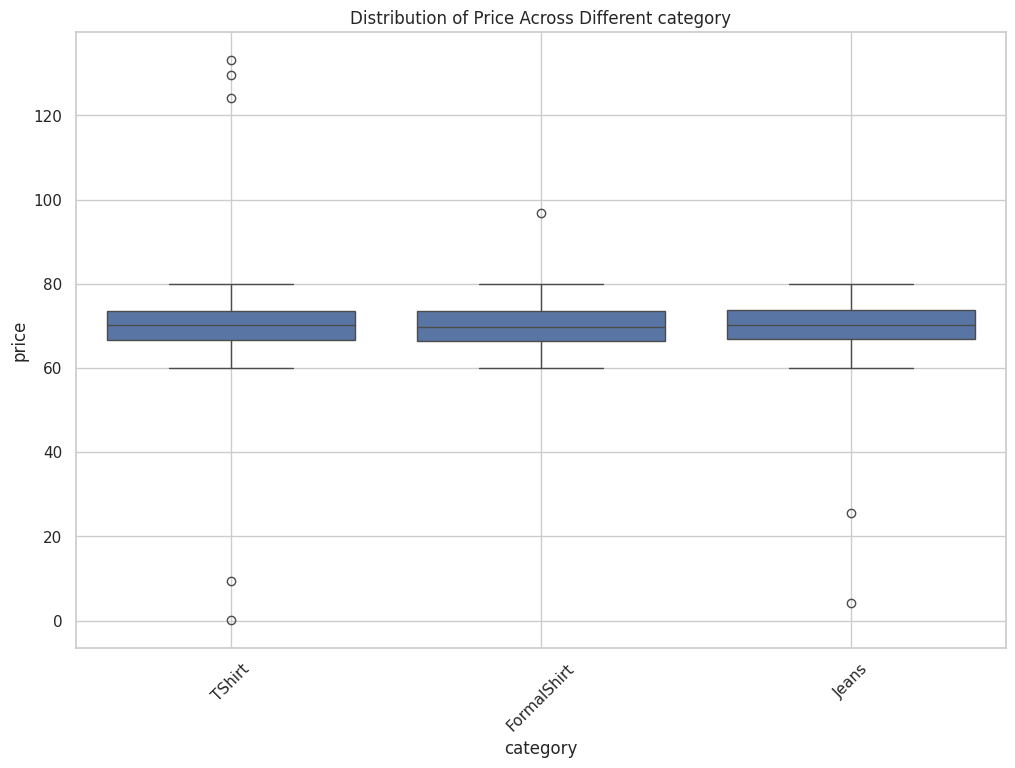 Distribution of Price Across Different category
price
120
100
80
60
40
20
0
TShirt
FormalShirt
Jeans
category